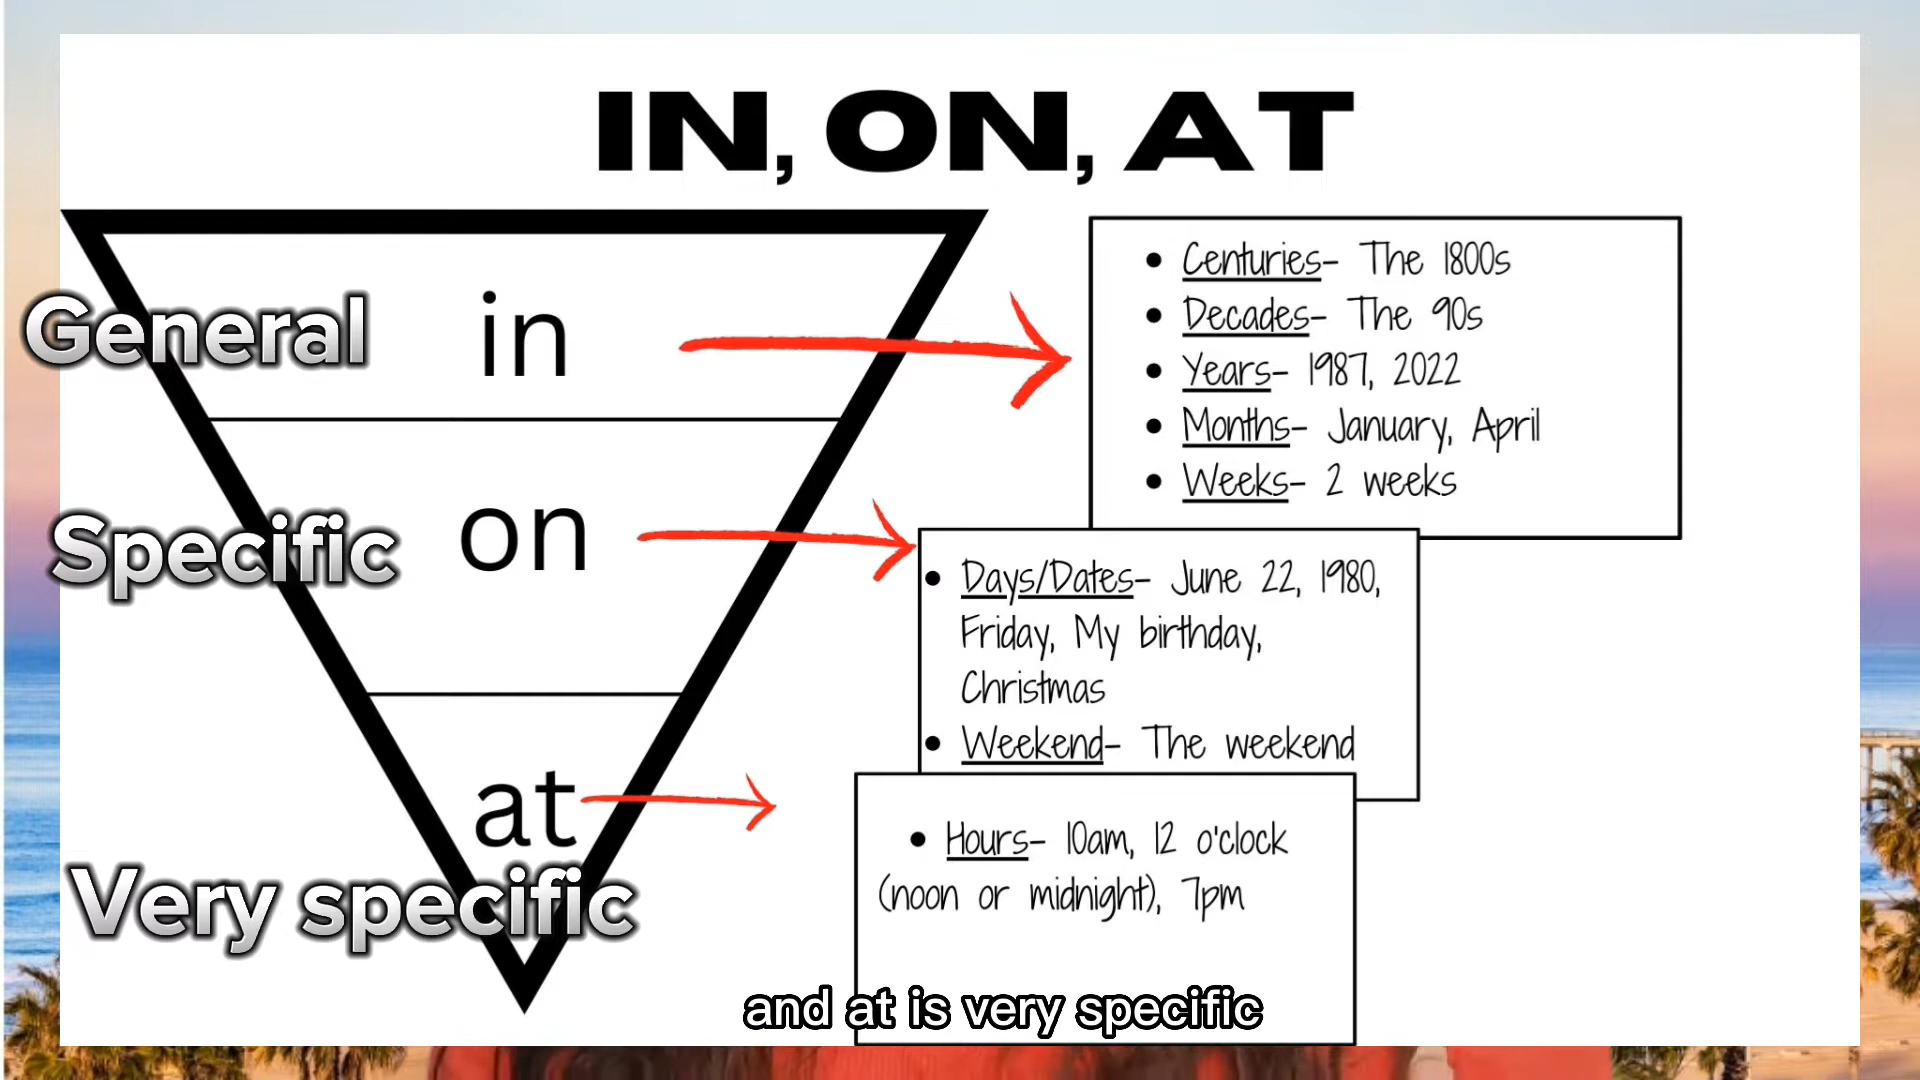 IN, ON, AT
General
in
Centuries- The 1800s
Decades- The 90s
Years- 1987, 2022
Months- January, April
Weeks- 2 weeks
Specific
on
Days/Dates- June 22, 1980,
Friday, My birthday,
Christmas
Weekend- The weekend
at
Very specific
Hours- 10am, 12 o'clock
(noon or midnight), 7pm
and at is very specific